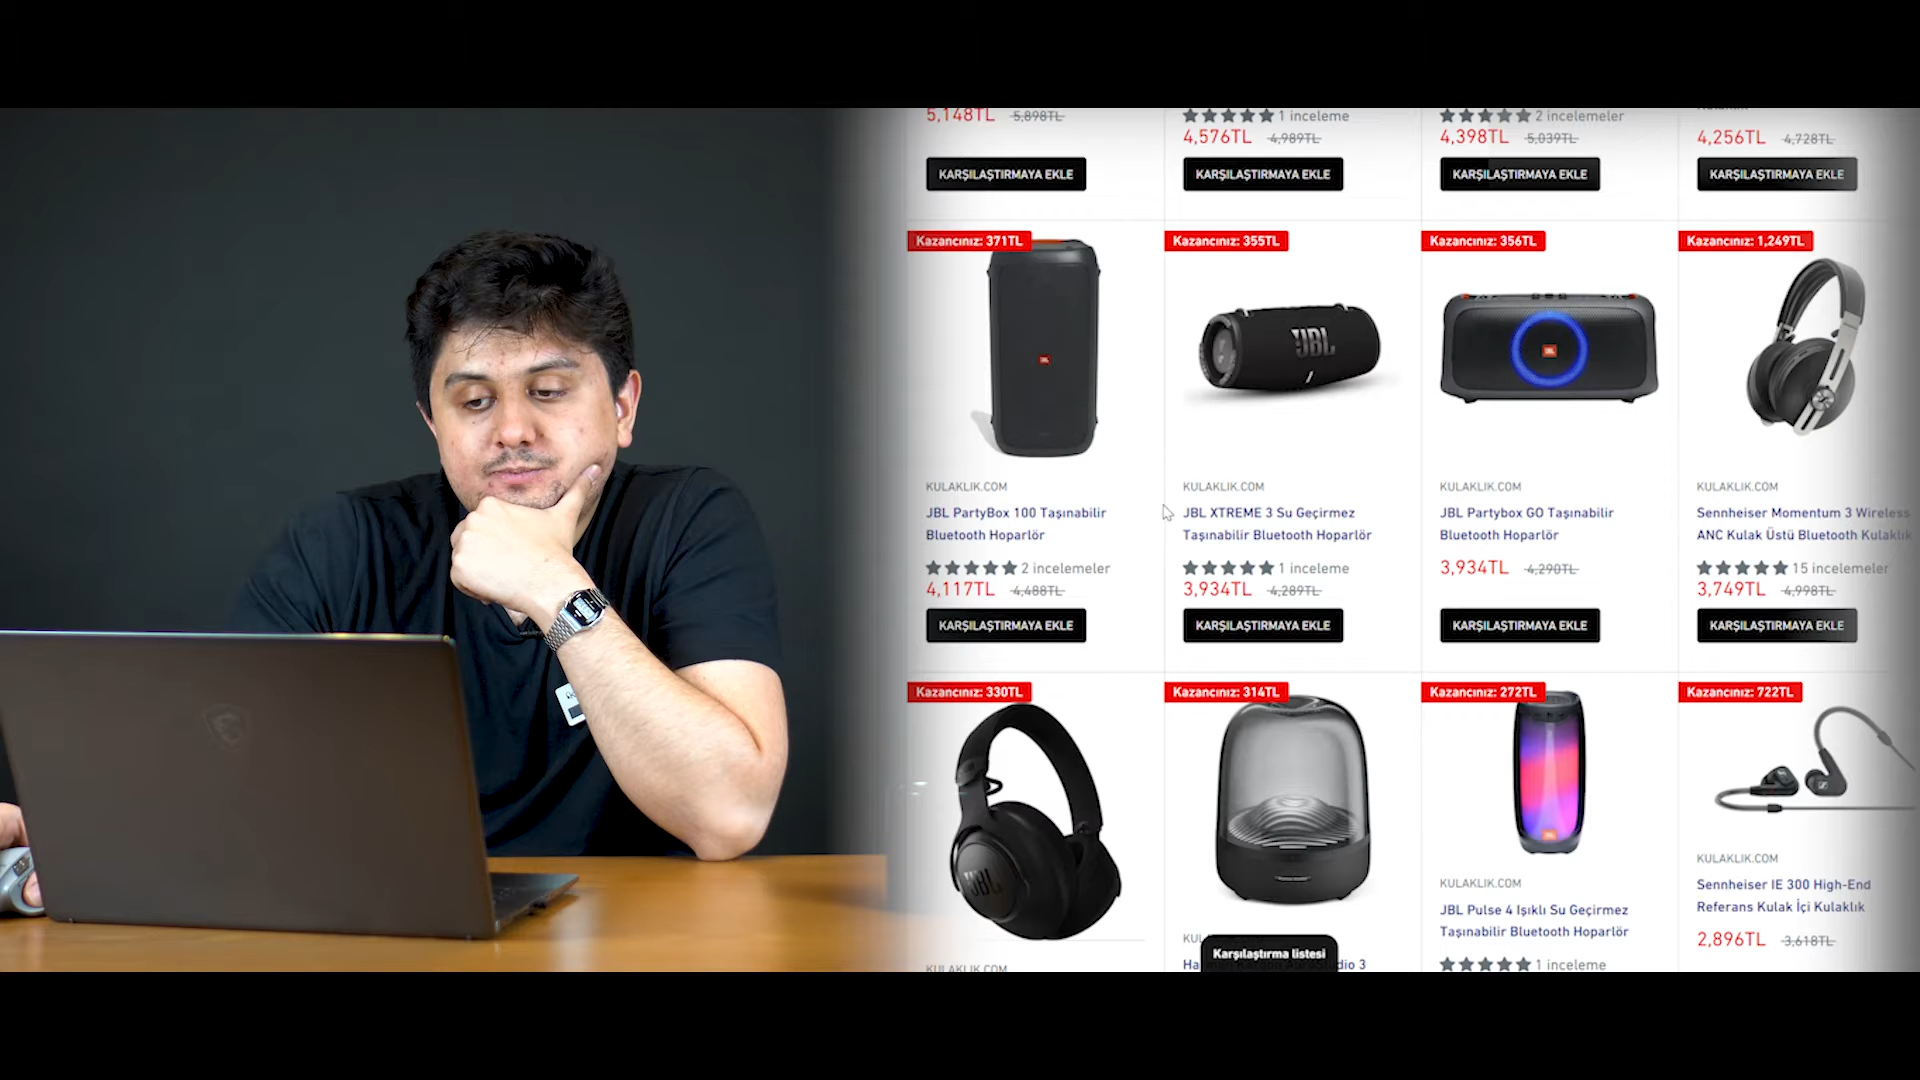 5,148TL 5,898TL
1 inceleme
4,576TL 4,989TL
2 incelemeler
4,398TL 5,039TL
4,256TL 4,728TL
KARŞILAŞTIRMAYA EKLE
KARŞILAŞTIRMAYA EKLE
KARŞILAŞTIRMAYA EKLE
KARŞILAŞTIRMAYA EKLE
Kazancınız: 371TL
JBL
KULAKLIK.COM
JBL PartyBox 100 Taşınabilir
Bluetooth Hoparlör
2 incelemeler
4,117TL 4,488TL
KARŞILAŞTIRMAYA EKLE
Kazancınız: 355TL
JBL
KULAKLIK.COM
JBL XTREME 3 Su Geçirmez
Taşınabilir Bluetooth Hoparlör
1 inceleme
3,934TL 4,289TL
KARŞILAŞTIRMAYA EKLE
Kazancınız: 356TL
JBL
KULAKLIK.COM
JBL Partybox GO Taşınabilir
Bluetooth Hoparlör
3,934TL 4,290TL
KARŞILAŞTIRMAYA EKLE
Kazancınız: 1,249TL
KULAKLIK.COM
Sennheiser Momentum 3 Wireless
ANC Kulak Üstü Bluetooth Kulaklık
15 incelemeler
3,749TL 4,998TL
KARŞILAŞTIRMAYA EKLE
Kazancınız: 330TL
JBL
KULAKLIK.COM
Kazancınız: 314TL
Karşılaştırma listesi
Kazancınız: 272TL
KULAKLIK.COM
JBL Pulse 4 Işıklı Su Geçirmez
Taşınabilir Bluetooth Hoparlör
1 inceleme
Kazancınız: 722TL
KULAKLIK.COM
Sennheiser IE 300 High-End
Referans Kulak İçi Kulaklık
2,896TL 3,618TL